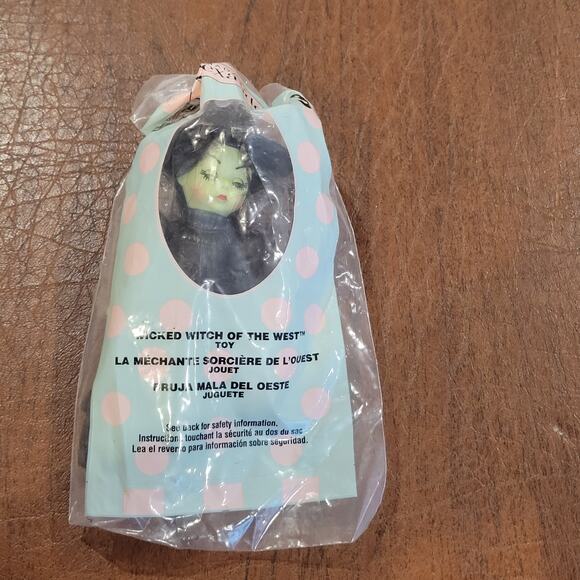 WICKED WITCH OF THE WEST™
TOY
LA MÉCHANTE SORCIÈRE DE L'OUEST
JOUET
BRUJA MALA DEL OESTE
JUGUETE
See back for safety information.
Instructions touchant la sécurité au dos du sac.
Lea el reverso para información sobre seguridad.